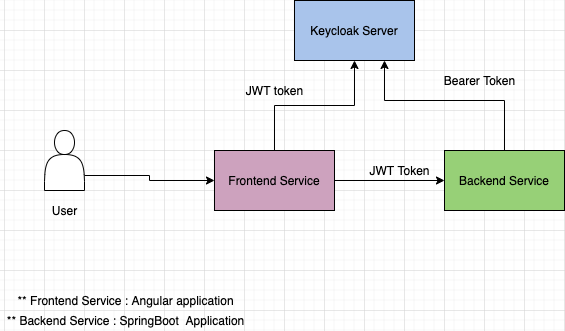 Keycloak Server
JWT token
Bearer Token
Frontend Service
JWT Token
Backend Service
User
** Frontend Service : Angular application
** Backend Service : SpringBoot  Application